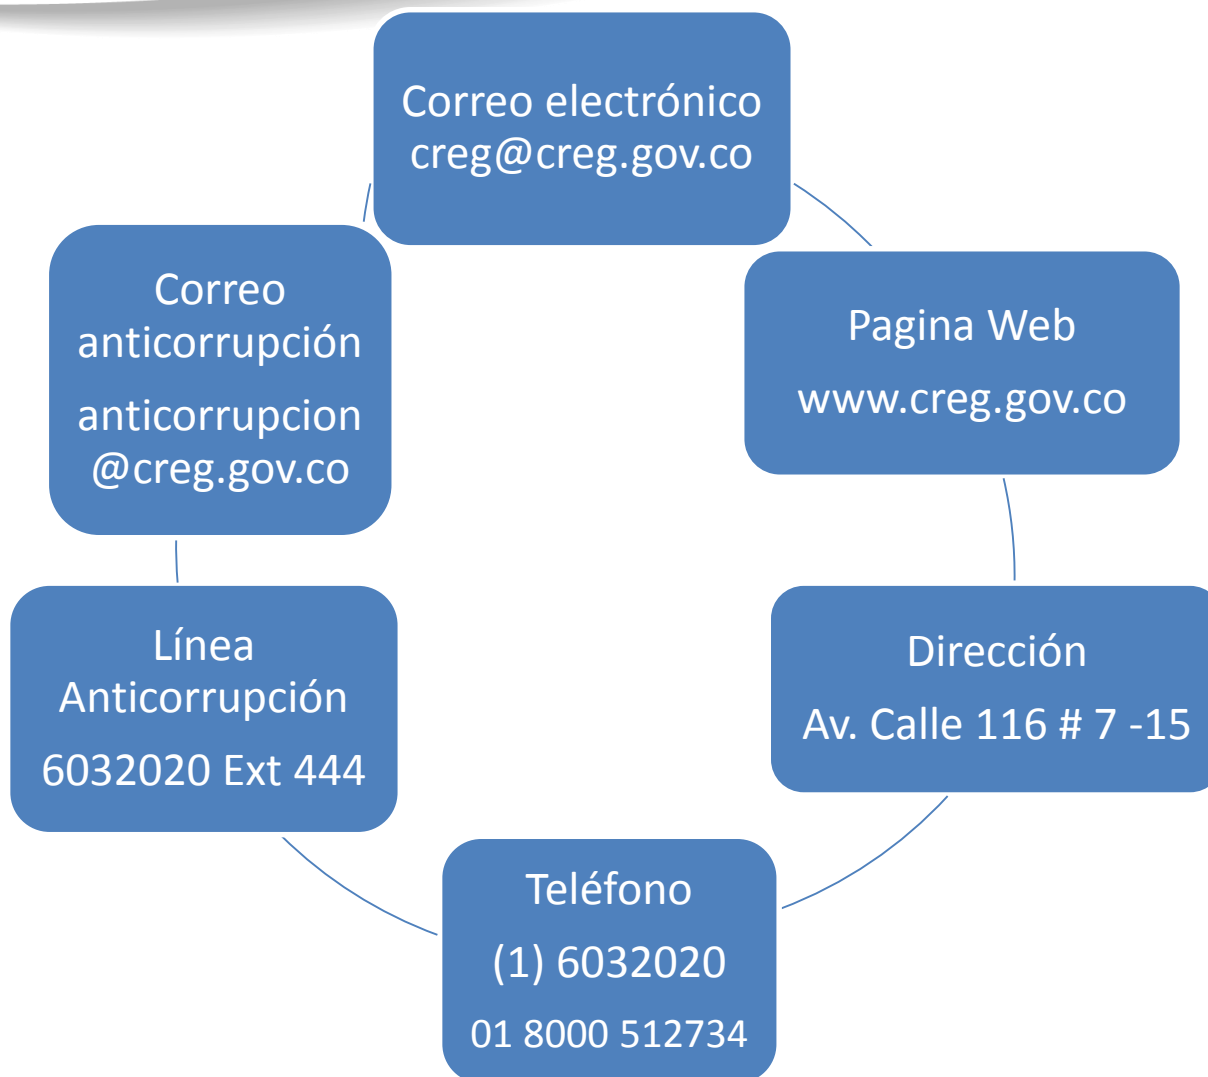 Correo electrónico
creg@creg.gov.co
Pagina Web
www.creg.gov.co
Dirección
Av. Calle 116 # 7 -15
Teléfono
(1) 6032020
01 8000 512734
Línea
Anticorrupción
6032020 Ext 444
Correo
anticorrupción
anticorrupcion
@creg.gov.co